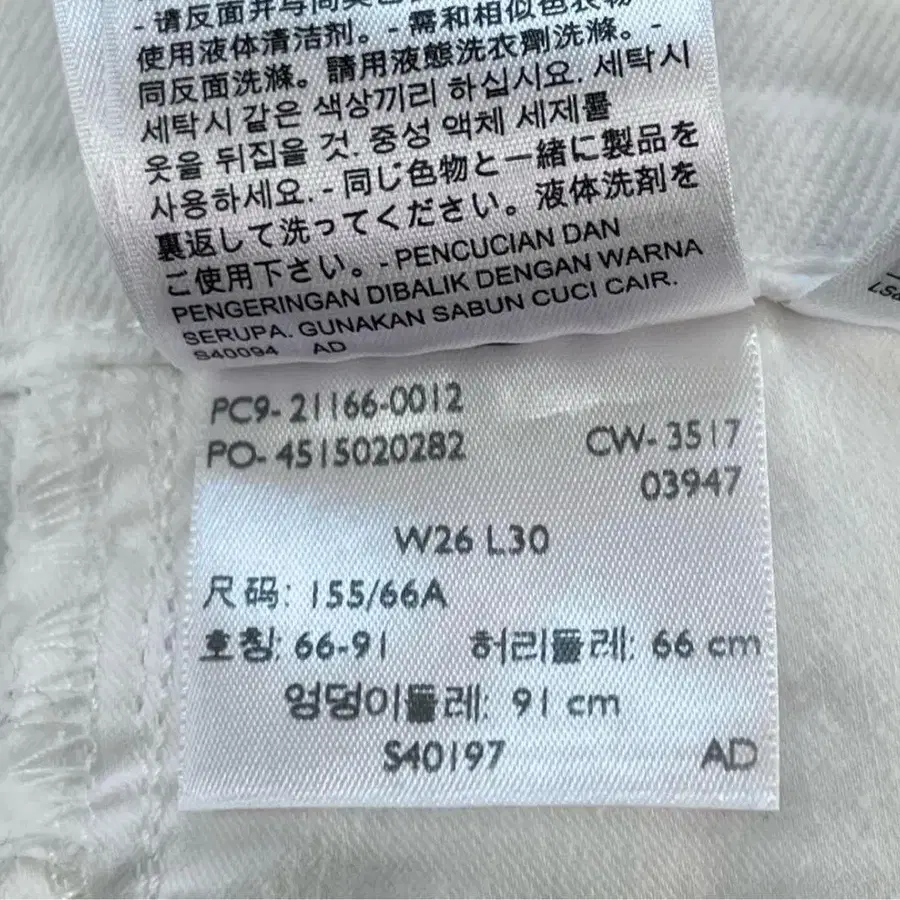 - 请反面并与同类色
- 需和相似色衣物
使用液体清洁剂。- 需和相似色衣物
同反面洗滌。請用液態洗衣劑洗滌。-
세탁시 같은 색상끼리 하십시오. 세탁시
옷을 뒤집을 것. 중성 액체 세제를
사용하세요. - 同じ色物と一緒に製品を
裏返して洗ってください。液体洗剤を
ご使用下さい。- PENCUCIAN DAN
PENGERINGAN DIBALIK DENGAN WARNA
SERUPA. GUNAKAN SABUN CUCI CAIR.
S40094 AD
PC9- 21166-0012
PO- 4515020282 CW- 3517
03947
W26 L30
尺码: 155/66A
호칭: 66-91 허리둘레: 66 cm
엉덩이둘레: 91 cm
S40197 AD